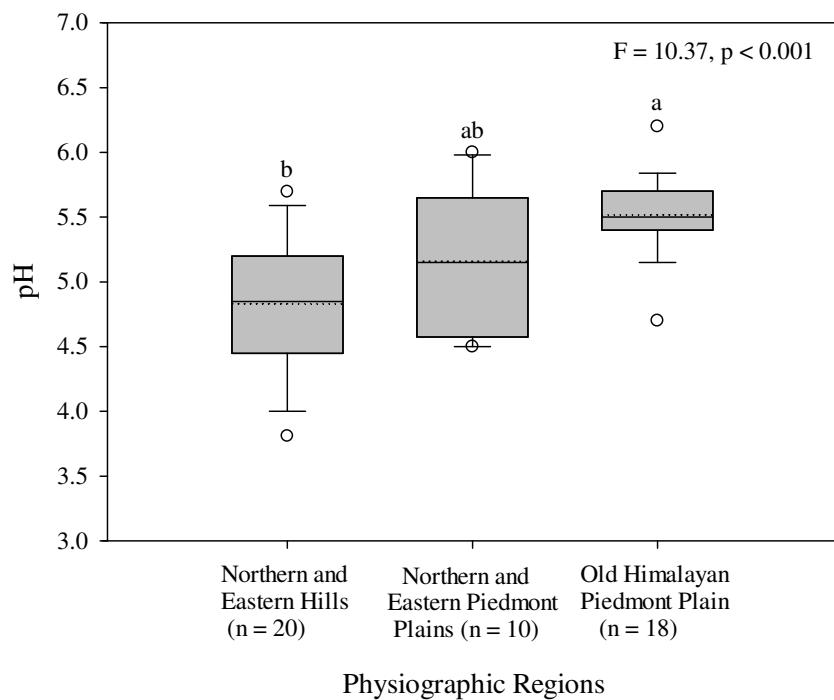 F = 10.37, p < 0.001
7.0
6.5
6.0
5.5
5.0
4.5
4.0
3.5
3.0
pH
b
ab
a
Northern and
Eastern Hills
(n = 20)
Northern and
Eastern Piedmont
Plains (n = 10)
Old Himalayan
Piedmont Plain
(n = 18)
Physiographic Regions